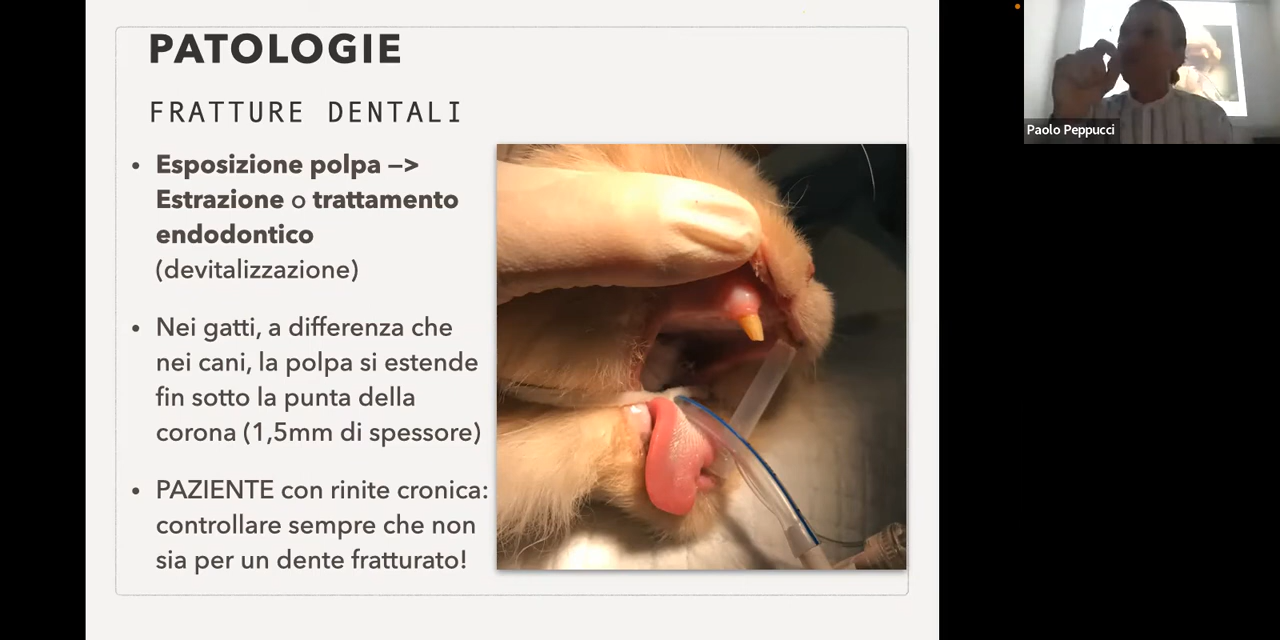 PATOLOGIE
FRATTURE DENTALI
• Esposizione polpa —>
Estrazione o trattamento
endodontico
(devitalizzazione)
• Nei gatti, a differenza che
nei cani, la polpa si estende
fin sotto la punta della
corona (1,5mm di spessore)
• PAZIENTE con rinite cronica:
controllare sempre che non
sia per un dente fratturato!
Paolo Peppucci